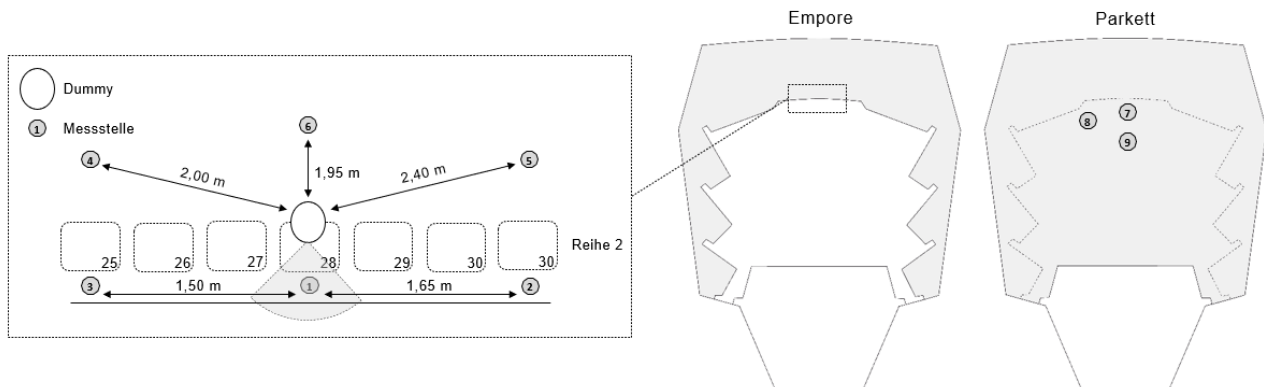 Empore
Parkett
Dummy
1 Messstelle
6
4
5
2,00 m
1,95 m
2,40 m
25
26
27
28
29
30
30
Reihe 2
3
1,50 m
1
1,65 m
2
7
8
9